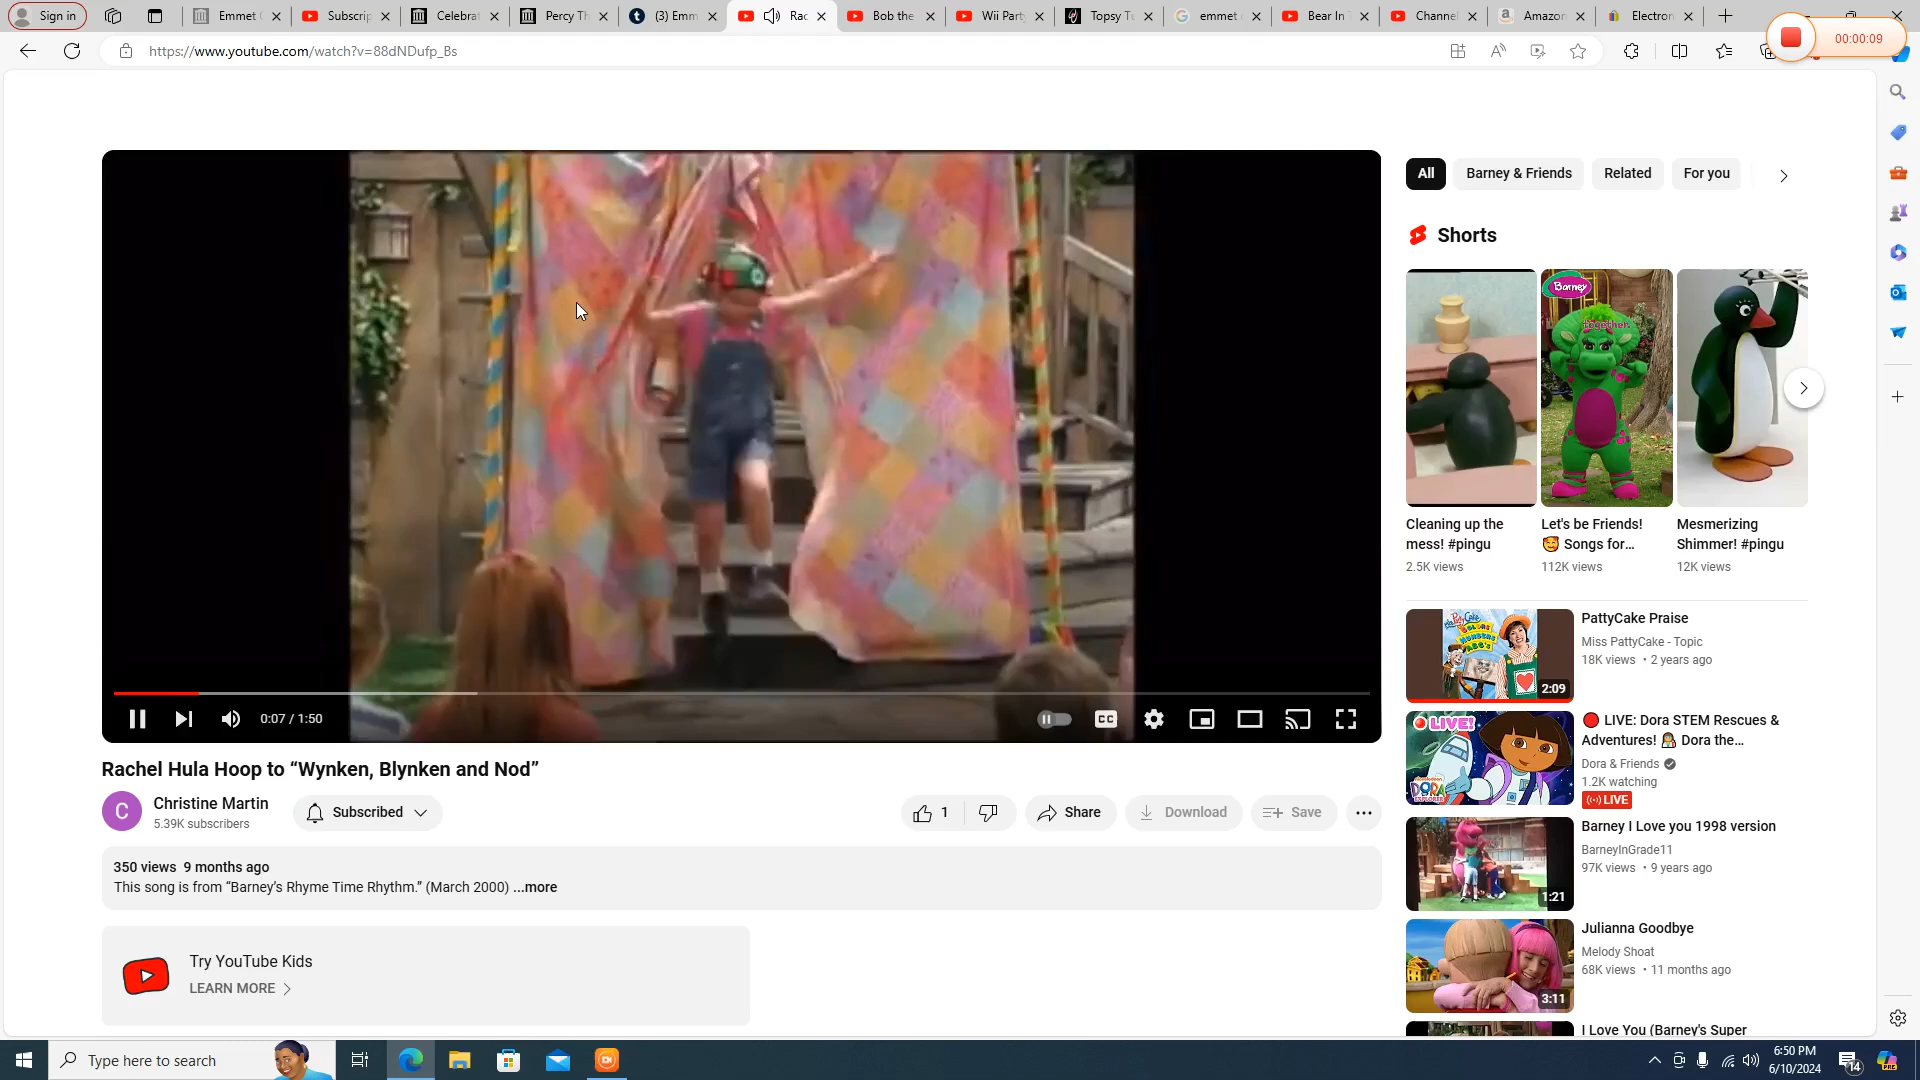 Sign in
Emmet
Subscrip
Celebrat
Percy Th
(3) Emm
Rac
Bob the
Wii Party
Topsy Tu
emmet
Bear In T
Channel
Amazon
Electron
https://www.youtube.com/watch?v=88dNDufp_Bs
00:00:09
All
Barney & Friends
Related
For you
Shorts
Barney
together.
Cleaning up the
mess! #pingu
2.5K views
Let's be Friends!
🥰 Songs for...
112K views
Mesmerizing
Shimmer! #pingu
12K views
0:07 / 1:50
CC
Rachel Hula Hoop to “Wynken, Blynken and Nod”
C
Christine Martin
5.39K subscribers
Subscribed
1
Share
Download
Save
350 views 9 months ago
This song is from “Barney's Rhyme Time Rhythm.” (March 2000) ...more
Try YouTube Kids
LEARN MORE
PattyCake Praise
Miss PattyCake - Topic
18K views • 2 years ago
2:09
LIVE!
🔴 LIVE: Dora STEM Rescues &
Adventures! 👩‍🚀 Dora the...
Dora & Friends
1.2K watching
LIVE
Barney I Love you 1998 version
BarneyInGrade11
97K views • 9 years ago
1:21
Julianna Goodbye
Melody Shoat
68K views • 11 months ago
3:11
I Love You (Barney's Super
Type here to search
6:50 PM
6/10/2024
14
PRE